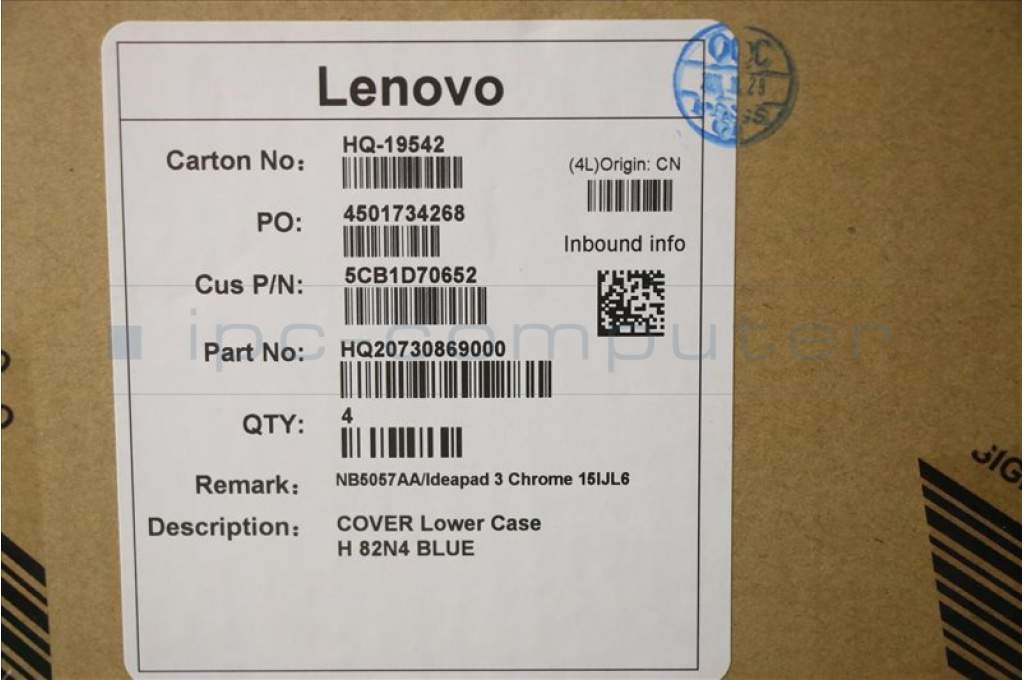 Lenovo
Carton No: HQ-19542
(4L)Origin: CN
PO: 4501734268
Inbound info
Cus P/N: 5CB1D70652
ipc-computer
Part No: HQ20730869000
QTY: 4
Remark: NB5057AA/Ideapad 3 Chrome 15IJL6
Description: COVER Lower Case
H 82N4 BLUE